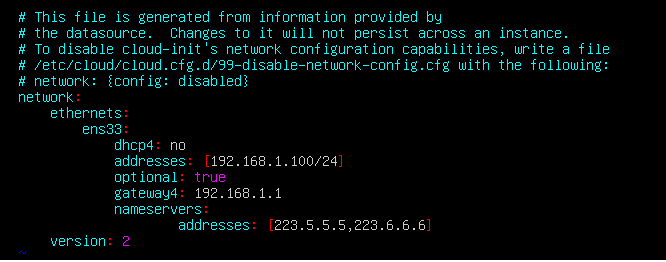 # This file is generated from information provided by
# the datasource.  Changes to it will not persist across an instance.
# To disable cloud-init's network configuration capabilities, write a file
# /etc/cloud/cloud.cfg.d/99-disable-network-config.cfg with the following:
# network: {config: disabled}
network:
    ethernets:
        ens33:
            dhcp4: no
            addresses: [192.168.1.100/24]
            optional: true
            gateway4: 192.168.1.1
            nameservers:
                    addresses: [223.5.5.5,223.6.6.6]
    version: 2
~